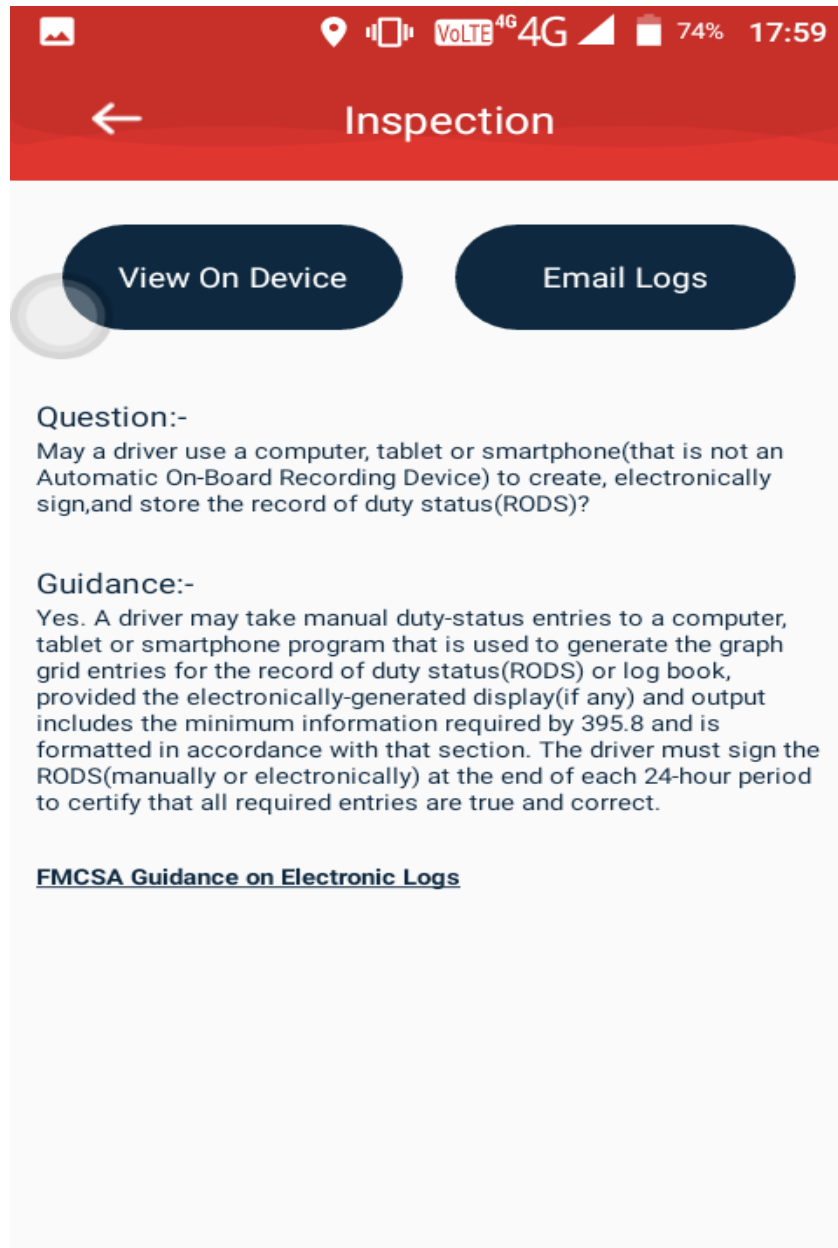 VoLTE 4G 4G 74% 17:59
Inspection
View On Device Email Logs
Question:-
May a driver use a computer, tablet or smartphone(that is not an
Automatic On-Board Recording Device) to create, electronically
sign,and store the record of duty status(RODS)?
Guidance:-
Yes. A driver may take manual duty-status entries to a computer,
tablet or smartphone program that is used to generate the graph
grid entries for the record of duty status(RODS) or log book,
provided the electronically-generated display(if any) and output
includes the minimum information required by 395.8 and is
formatted in accordance with that section. The driver must sign the
RODS(manually or electronically) at the end of each 24-hour period
to certify that all required entries are true and correct.
FMCSA Guidance on Electronic Logs